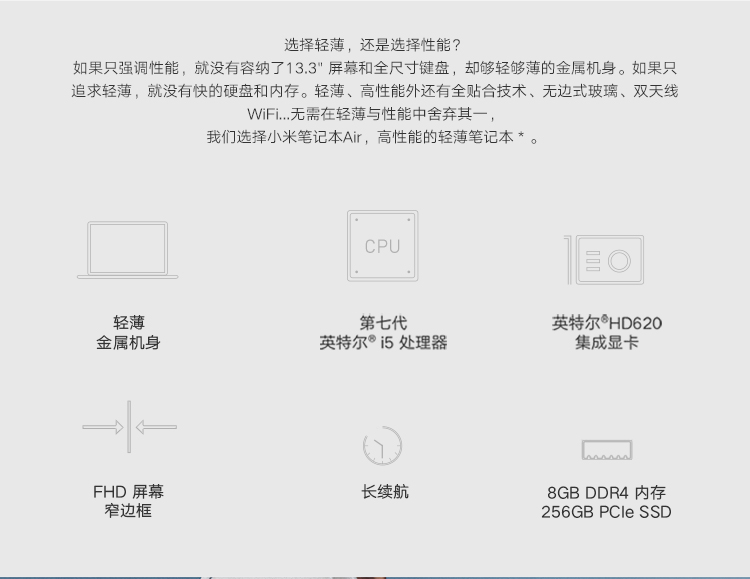 选择轻薄，还是选择性能？
如果只强调性能，就没有容纳了13.3" 屏幕和全尺寸键盘，却够轻够薄的金属机身。如果只
追求轻薄，就没有快的硬盘和内存。轻薄、高性能外还有全贴合技术、无边式玻璃、双天线
WiFi...无需在轻薄与性能中舍弃其一，
我们选择小米笔记本Air，高性能的轻薄笔记本 * 。
CPU
轻薄
金属机身
第七代
英特尔® i5 处理器
英特尔®HD620
集成显卡
FHD 屏幕
窄边框
长续航
8GB DDR4 内存
256GB PCIe SSD